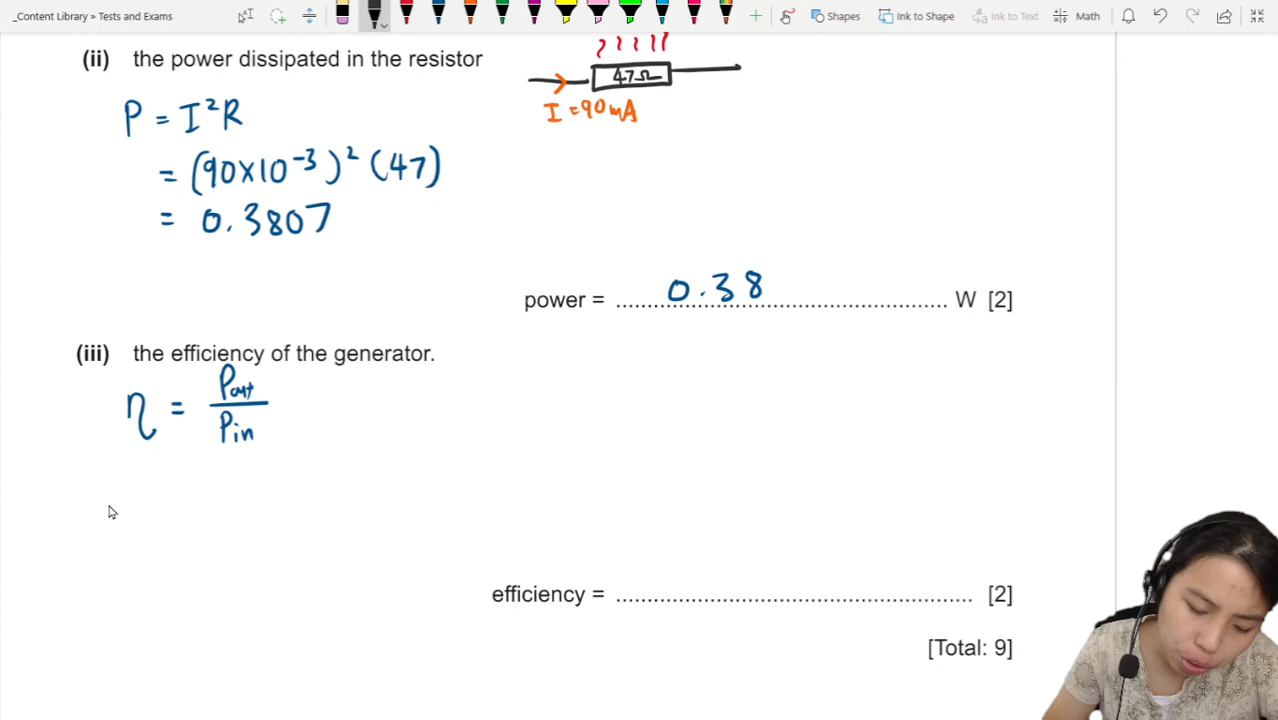 _Content Library » Tests and Exams
Shapes
Ink to Shape
Ink to Text
Math
(ii) the power dissipated in the resistor
47Ω
I = 90mA
P = I²R
= (90×10⁻³)² (47)
= 0.3807
power = 0.38 W [2]
(iii) the efficiency of the generator.
η = Pout / Pin
efficiency = ........................................................... [2]
[Total: 9]